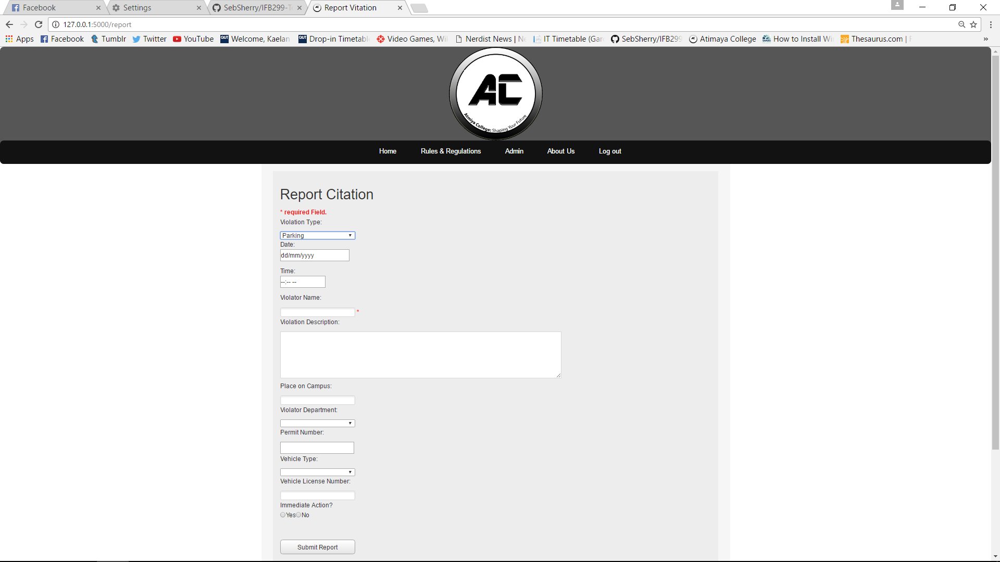 Facebook
Settings
SebSherry/IFB299-T
Report Vitation
127.0.0.1:5000/report
Apps
Facebook
Tumblr
Twitter
YouTube
QUT Welcome, Kaelan
QUT Drop-in Timetabl
Video Games, Wi
Nerdist News | N
IT Timetable (Gar
SebSherry/IFB299
Atimaya College
How to Install Wi
Thesaurus.com |
»
AC
Atmiya College: Shaping Your Future
Home
Rules & Regulations
Admin
About Us
Log out
Report Citation
* required Field.
Violation Type:
Parking
Date:
dd/mm/yyyy
Time:
--:-- --
Violator Name:
*
Violation Description:
Place on Campus:
Violator Department:
Permit Number:
Vehicle Type:
Vehicle License Number:
Immediate Action?
Yes No
Submit Report